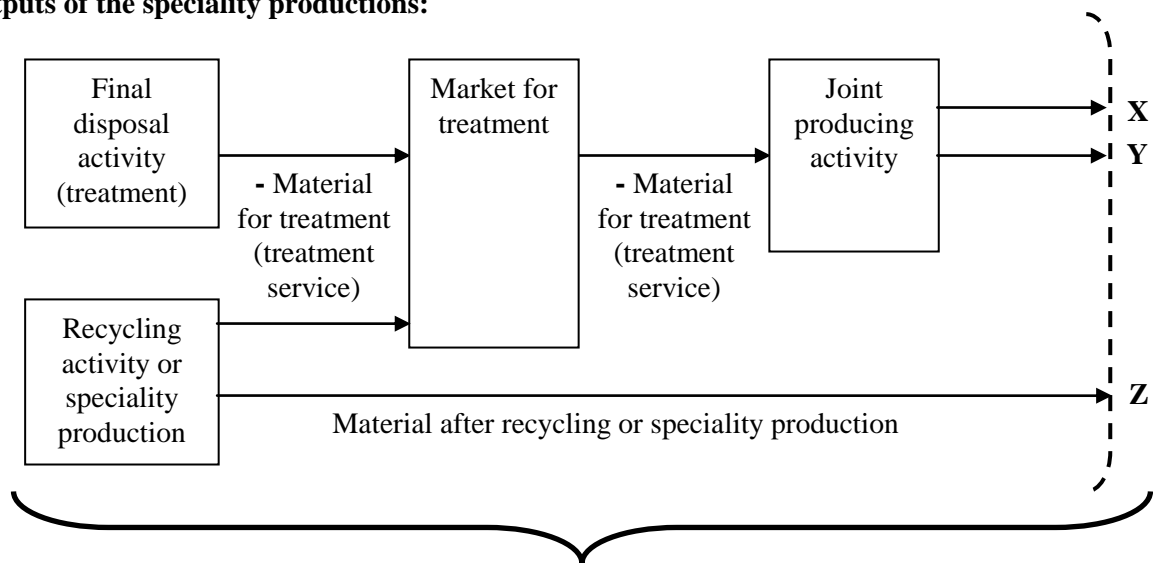 puts of the speciality productions:
Final
disposal
activity
(treatment)
- Material
for treatment
(treatment
service)
Market for
treatment
- Material
for treatment
(treatment
service)
Joint
producing
activity
X
Y
Recycling
activity or
speciality
production
Material after recycling or speciality production
Z